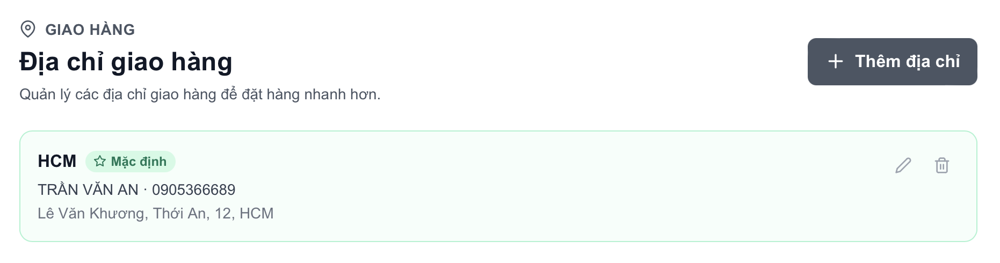 GIAO HÀNG
Địa chỉ giao hàng
Quản lý các địa chỉ giao hàng để đặt hàng nhanh hơn.
Thêm địa chỉ
HCM Mặc định
TRẦN VĂN AN · 0905366689
Lê Văn Khương, Thới An, 12, HCM